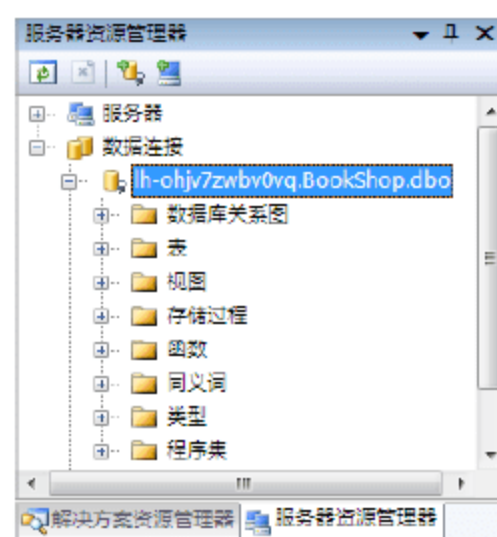 服务器资源管理器
服务器
数据连接
lh-ohjv7zwbv0vq.BookShop.dbo
数据库关系图
表
视图
存储过程
函数
同义词
类型
程序集
解决方案资源管理器 服务器资源管理器